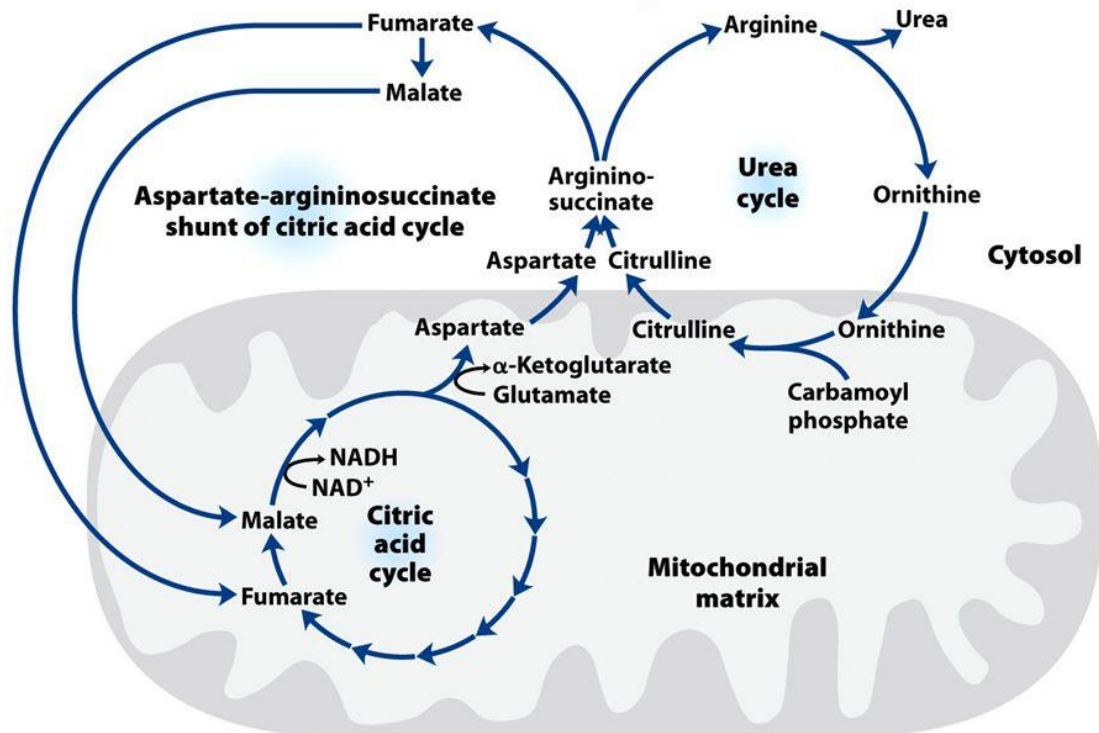 Fumarate
Arginine
Urea
Malate
Aspartate-argininosuccinate
shunt of citric acid cycle
Arginino-
succinate
Urea
cycle
Ornithine
Cytosol
Aspartate
Citrulline
Aspartate
Citrulline
Ornithine
α-Ketoglutarate
Glutamate
Carbamoyl
phosphate
NADH
NAD⁺
Malate
Citric
acid
cycle
Mitochondrial
matrix
Fumarate